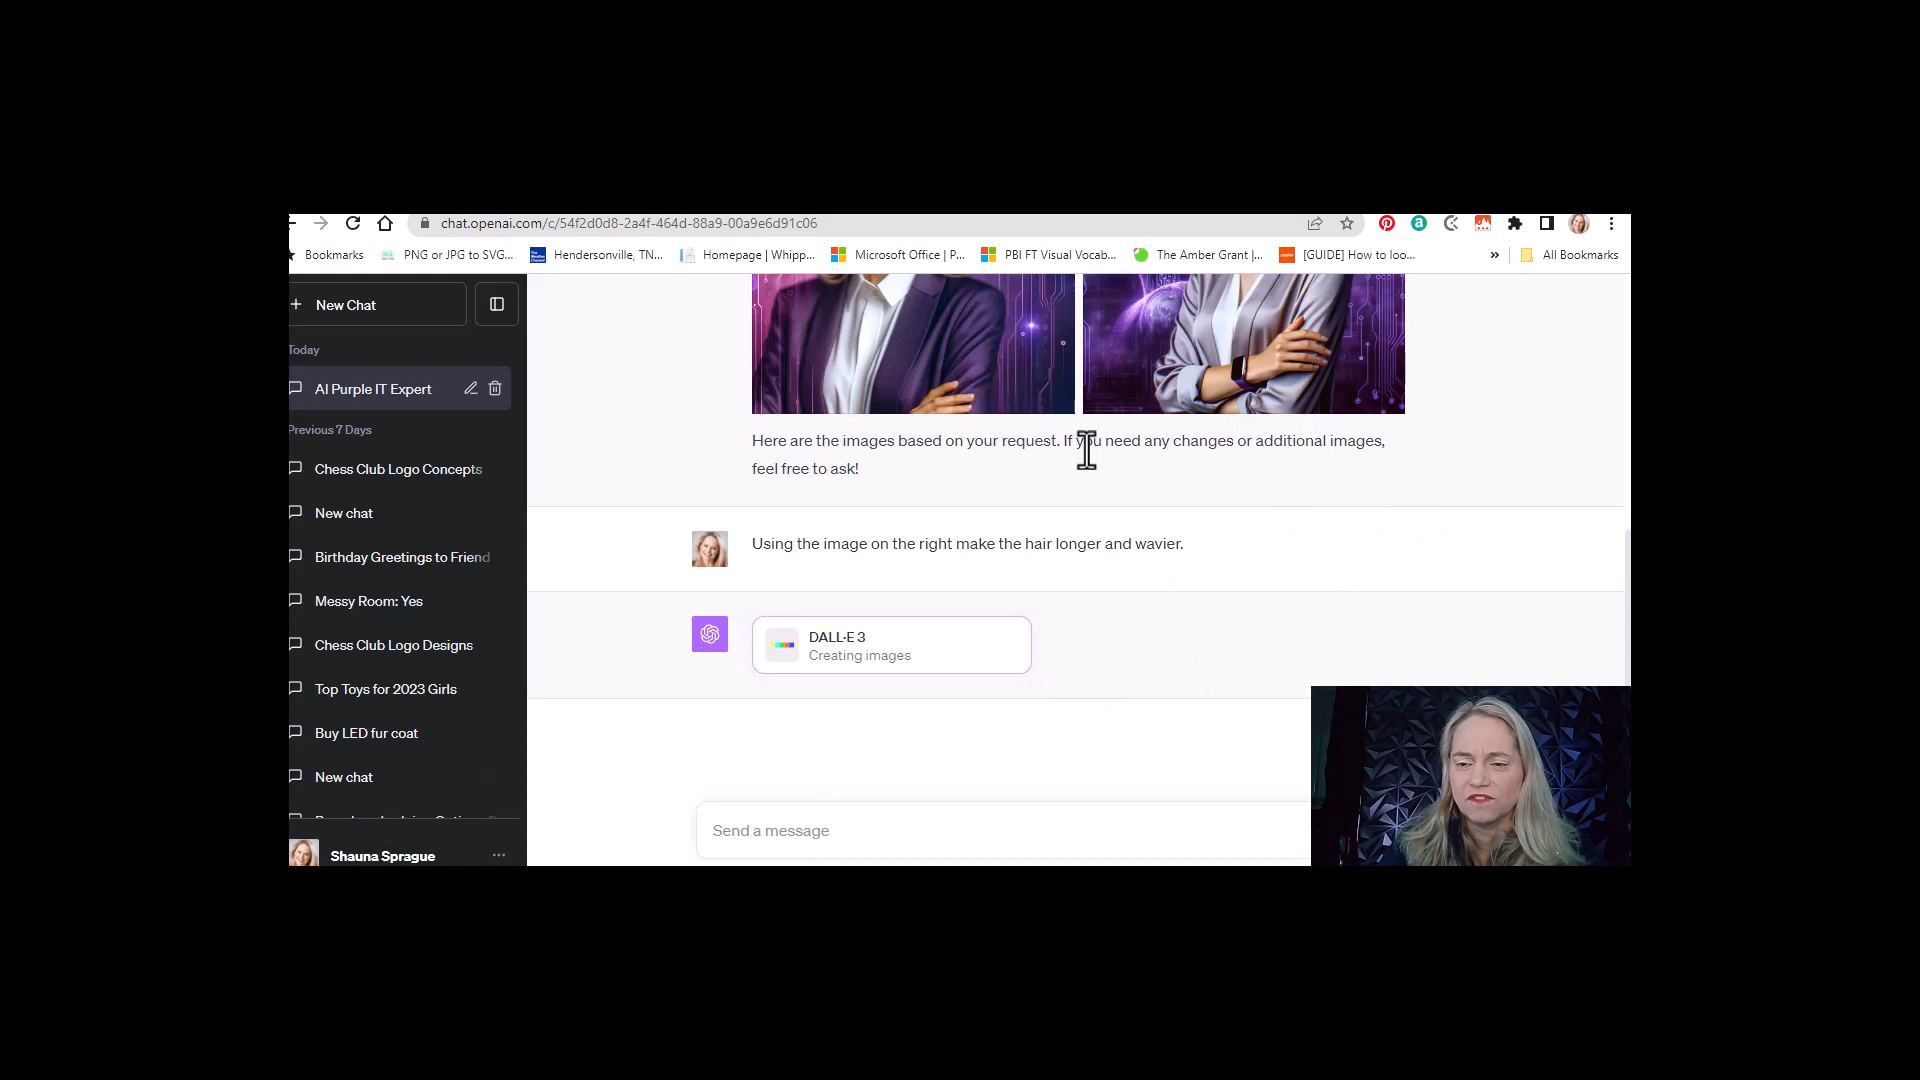 chat.openai.com/c/54f2d0d8-2a4f-464d-88a9-00a9e6d91c06
Bookmarks
PNG or JPG to SVG...
Hendersonville, TN...
Homepage | Whipp...
Microsoft Office | P...
PBI FT Visual Vocab...
The Amber Grant |...
[GUIDE] How to loo...
»
All Bookmarks
+ New Chat
Today
AI Purple IT Expert
Previous 7 Days
Chess Club Logo Concepts
New chat
Birthday Greetings to Friend
Messy Room: Yes
Chess Club Logo Designs
Top Toys for 2023 Girls
Buy LED fur coat
New chat
Shauna Sprague
Here are the images based on your request. If you need any changes or additional images,
feel free to ask!
Using the image on the right make the hair longer and wavier.
DALL·E 3
Creating images
Send a message